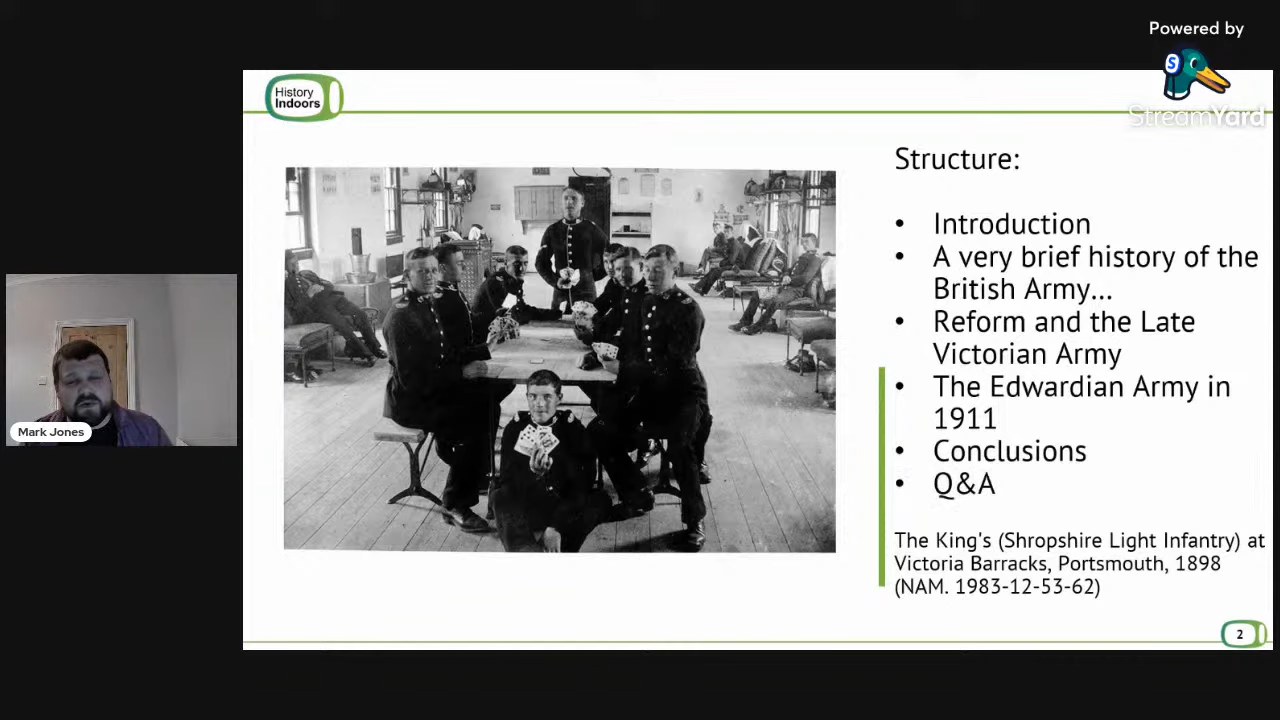 Powered by
StreamYard
History
Indoors
Structure:
• Introduction
• A very brief history of the
British Army...
• Reform and the Late
Victorian Army
• The Edwardian Army in
1911
• Conclusions
• Q&A
The King's (Shropshire Light Infantry) at
Victoria Barracks, Portsmouth, 1898
(NAM. 1983-12-53-62)
Mark Jones
2